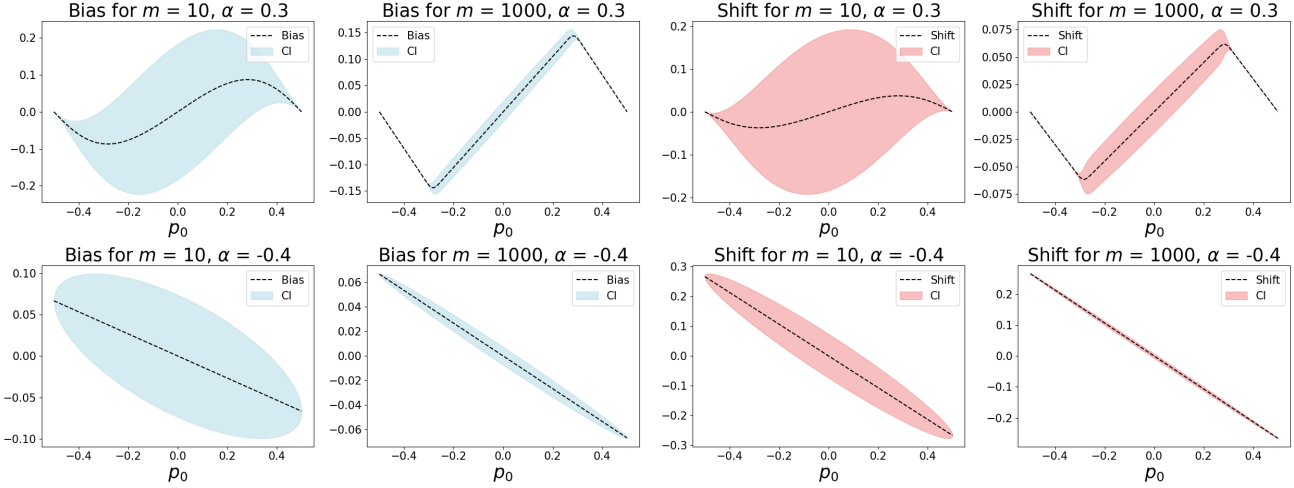 Bias for m = 10, α = 0.3
0.2
0.1
0.0
−0.1
−0.2
Bias
CI
−0.4 −0.2 0.0 0.2 0.4
p0
Bias for m = 1000, α = 0.3
0.15
0.10
0.05
0.00
−0.05
−0.10
−0.15
Bias
CI
−0.4 −0.2 0.0 0.2 0.4
p0
Shift for m = 10, α = 0.3
0.2
0.1
0.0
−0.1
−0.2
Shift
CI
−0.4 −0.2 0.0 0.2 0.4
p0
Shift for m = 1000, α = 0.3
0.075
0.050
0.025
0.000
−0.025
−0.050
−0.075
Shift
CI
−0.4 −0.2 0.0 0.2 0.4
p0
Bias for m = 10, α = -0.4
0.10
0.05
0.00
−0.05
−0.10
Bias
CI
−0.4 −0.2 0.0 0.2 0.4
p0
Bias for m = 1000, α = -0.4
0.06
0.04
0.02
0.00
−0.02
−0.04
−0.06
Bias
CI
−0.4 −0.2 0.0 0.2 0.4
p0
Shift for m = 10, α = -0.4
0.3
0.2
0.1
0.0
−0.1
−0.2
−0.3
Shift
CI
−0.4 −0.2 0.0 0.2 0.4
p0
Shift for m = 1000, α = -0.4
0.2
0.1
0.0
−0.1
−0.2
Shift
CI
−0.4 −0.2 0.0 0.2 0.4
p0